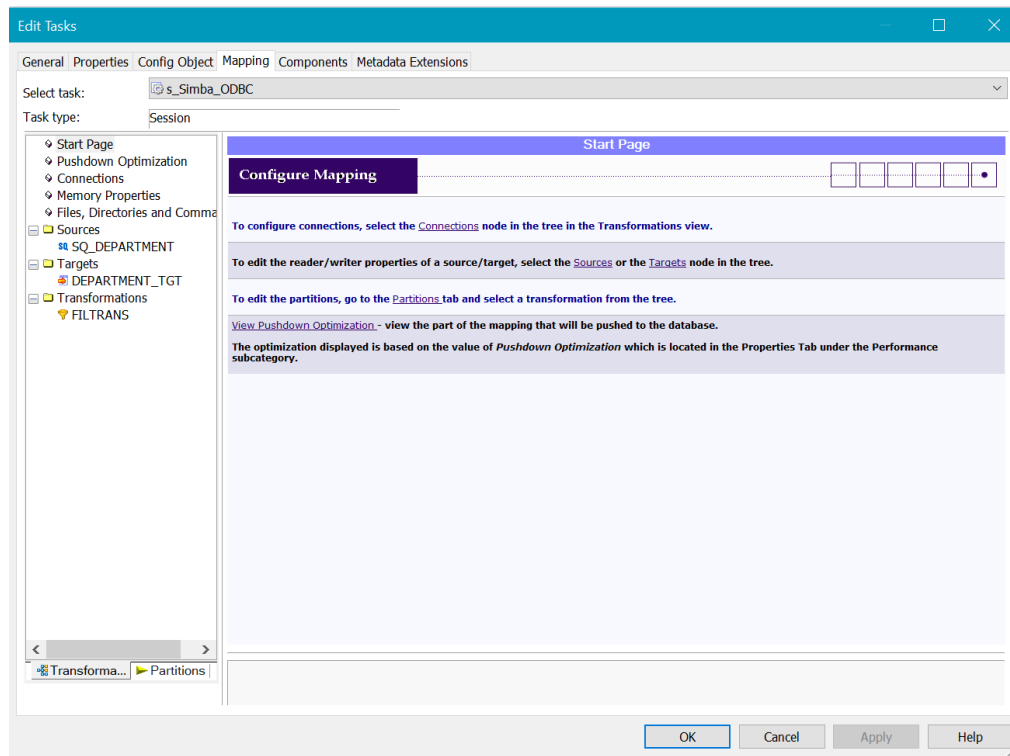 Edit Tasks
General Properties Config Object Mapping Components Metadata Extensions
Select task: s_Simba_ODBC
Task type: Session
Start Page
Pushdown Optimization
Connections
Memory Properties
Files, Directories and Comma
Sources
SQ_DEPARTMENT
Targets
DEPARTMENT_TGT
Transformations
FILTRANS
Transforma... Partitions
Start Page
Configure Mapping
To configure connections, select the Connections node in the tree in the Transformations view.
To edit the reader/writer properties of a source/target, select the Sources or the Targets node in the tree.
To edit the partitions, go to the Partitions tab and select a transformation from the tree.
View Pushdown Optimization - view the part of the mapping that will be pushed to the database.
The optimization displayed is based on the value of Pushdown Optimization which is located in the Properties Tab under the Performance
subcategory.
OK Cancel Apply Help